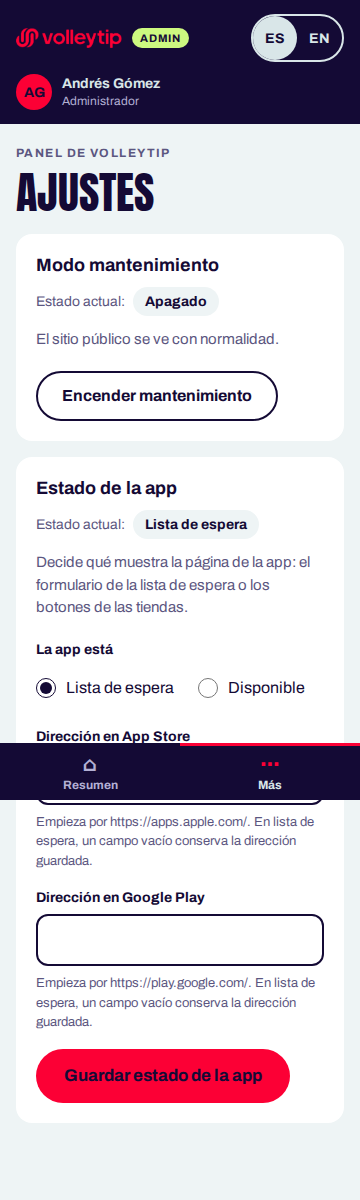 volleytip ADMIN ES EN
AG Andrés Gómez
Administrador
PANEL DE VOLLEYTIP
AJUSTES
Modo mantenimiento
Estado actual: Apagado
El sitio público se ve con normalidad.
Encender mantenimiento
Estado de la app
Estado actual: Lista de espera
Decide qué muestra la página de la app: el
formulario de la lista de espera o los
botones de las tiendas.
La app está
Lista de espera Disponible
Dirección en App Store
Resumen Más
Empieza por https://apps.apple.com/. En lista de
espera, un campo vacío conserva la dirección
guardada.
Dirección en Google Play
Empieza por https://play.google.com/. En lista de
espera, un campo vacío conserva la dirección
guardada.
Guardar estado de la app